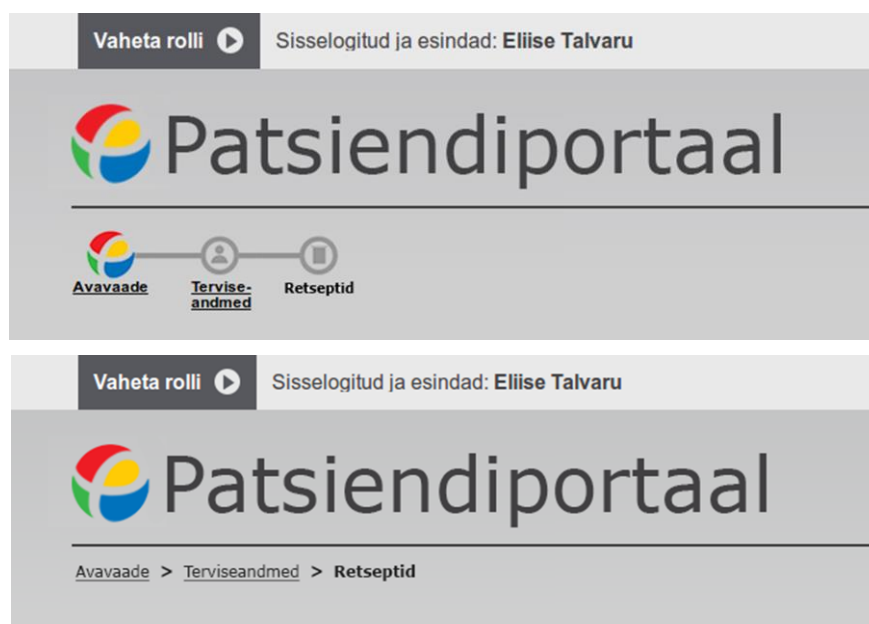 Vaheta rolli Sisselogitud ja esindad: Eliise Talvaru
Patsiendiportaal
Avavaade Tervise- Retseptid
andmed
Vaheta rolli Sisselogitud ja esindad: Eliise Talvaru
Patsiendiportaal
Avavaade > Terviseandmed > Retseptid